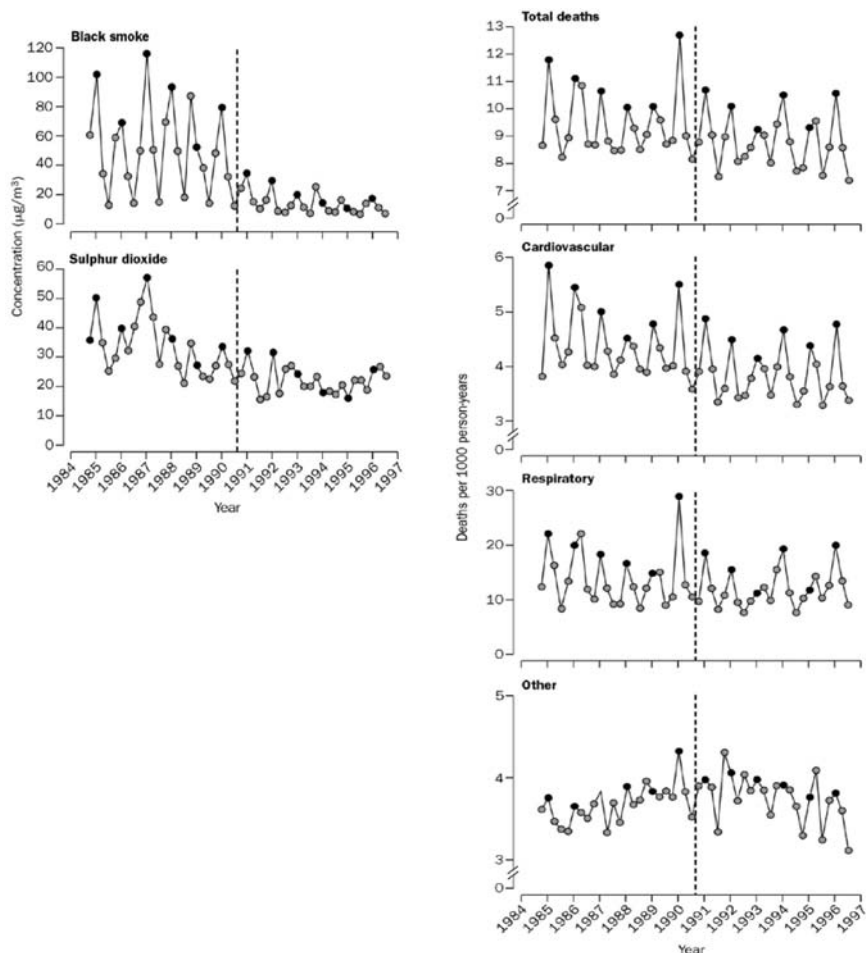 Black smoke
120
100
80
60
40
20
0
Concentration (μg/m³)
Sulphur dioxide
60
50
40
30
20
10
0
1984 1985 1986 1987 1988 1989 1990 1991 1992 1993 1994 1995 1996 1997
Year
Total deaths
13
12
11
10
9
8
7
0
Cardiovascular
6
5
4
3
0
Deaths per 1000 person-years
Respiratory
30
20
10
0
Other
5
4
3
0
1984 1985 1986 1987 1988 1989 1990 1991 1992 1993 1994 1995 1996 1997
Year